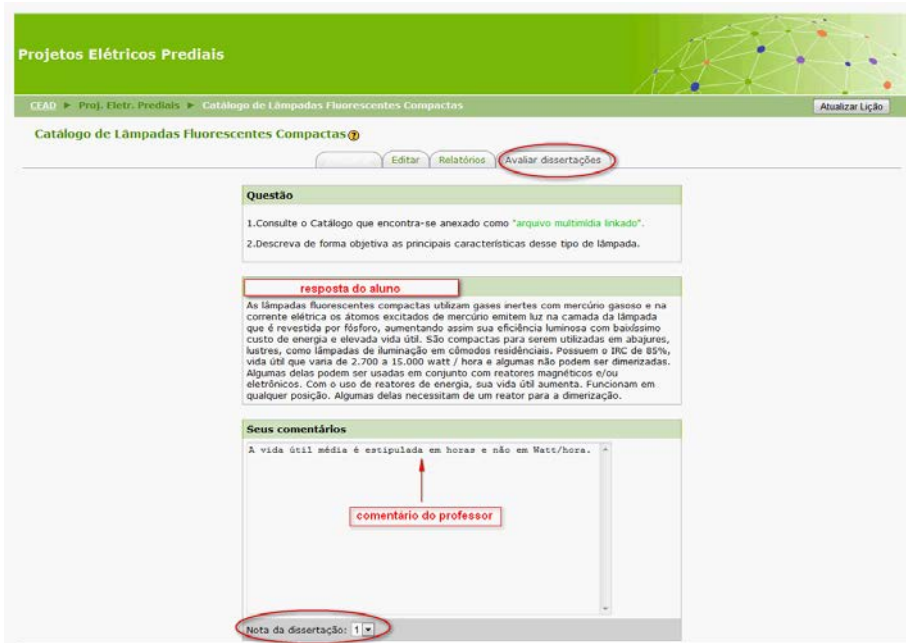 Projetos Elétricos Prediais
CEAD ► Proj. Eletr. Prediais ► Catálogo de Lâmpadas Fluorescentes Compactas
Atualizar Lição
Catálogo de Lâmpadas Fluorescentes Compactas
Editar Relatórios Avaliar dissertações
Questão
1.Consulte o Catálogo que encontra-se anexado como "arquivo multimídia linkado".
2.Descreva de forma objetiva as principais características desse tipo de lâmpada.
resposta do aluno
As lâmpadas fluorescentes compactas utilizam gases inertes com mercúrio gasoso e na
corrente elétrica os átomos excitados de mercúrio emitem luz na camada da lâmpada
que é revestida por fósforo, aumentando assim sua eficiência luminosa com baixíssimo
custo de energia e elevada vida útil. São compactas para serem utilizadas em abajures,
lustres, como lâmpadas de iluminação em cômodos residênciais. Possuem o IRC de 85%,
vida útil que varia de 2.700 a 15.000 watt / hora e algumas não podem ser dimerizadas.
Algumas delas podem ser usadas em conjunto com reatores magnéticos e/ou
eletrônicos. Com o uso de reatores de energia, sua vida útil aumenta. Funcionam em
qualquer posição. Algumas delas necessitam de um reator para a dimerização.
Seus comentários
A vida útil média é estipulada em horas e não em Watt/hora.
comentário do professor
Nota da dissertação: 1